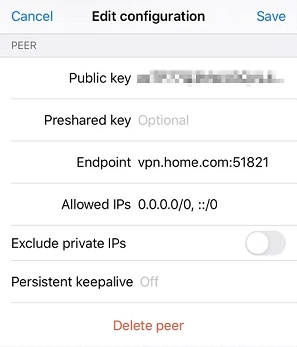 Cancel Edit configuration Save
PEER
Public key
Preshared key Optional
Endpoint vpn.home.com:51821
Allowed IPs 0.0.0.0/0, ::/0
Exclude private IPs
Persistent keepalive Off
Delete peer